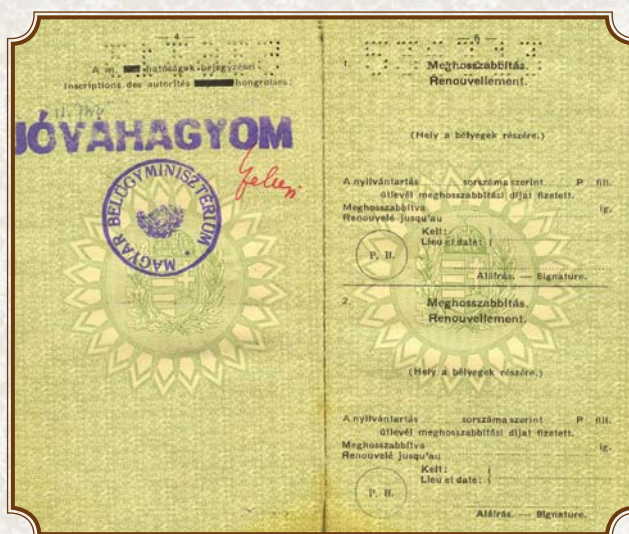 — 4 —
A m. hatóságok bejegyzései:
Inscriptions des autorités hongroises:
JÓVÁHAGYOM
MAGYAR BELÜGYMINISZTÉRIUM
— 5 —
1. Meghosszabbítás.
Renouvellement.
(Hely a bélyegek részére.)
A nyilvántartás sorszáma szerint P fill.
útlevél meghosszabbítási díjat fizetett.
Meghosszabbítva ig.
Renouvelé jusqu'au
Kelt:
Lieu et date:
P. H.
Aláírás. — Signature.
2. Meghosszabbítás.
Renouvellement.
(Hely a bélyegek részére.)
A nyilvántartás sorszáma szerint P fill.
útlevél meghosszabbítási díjat fizetett.
Meghosszabbítva ig.
Renouvelé jusqu'au
Kelt:
Lieu et date:
P. H.
Aláírás. — Signature.